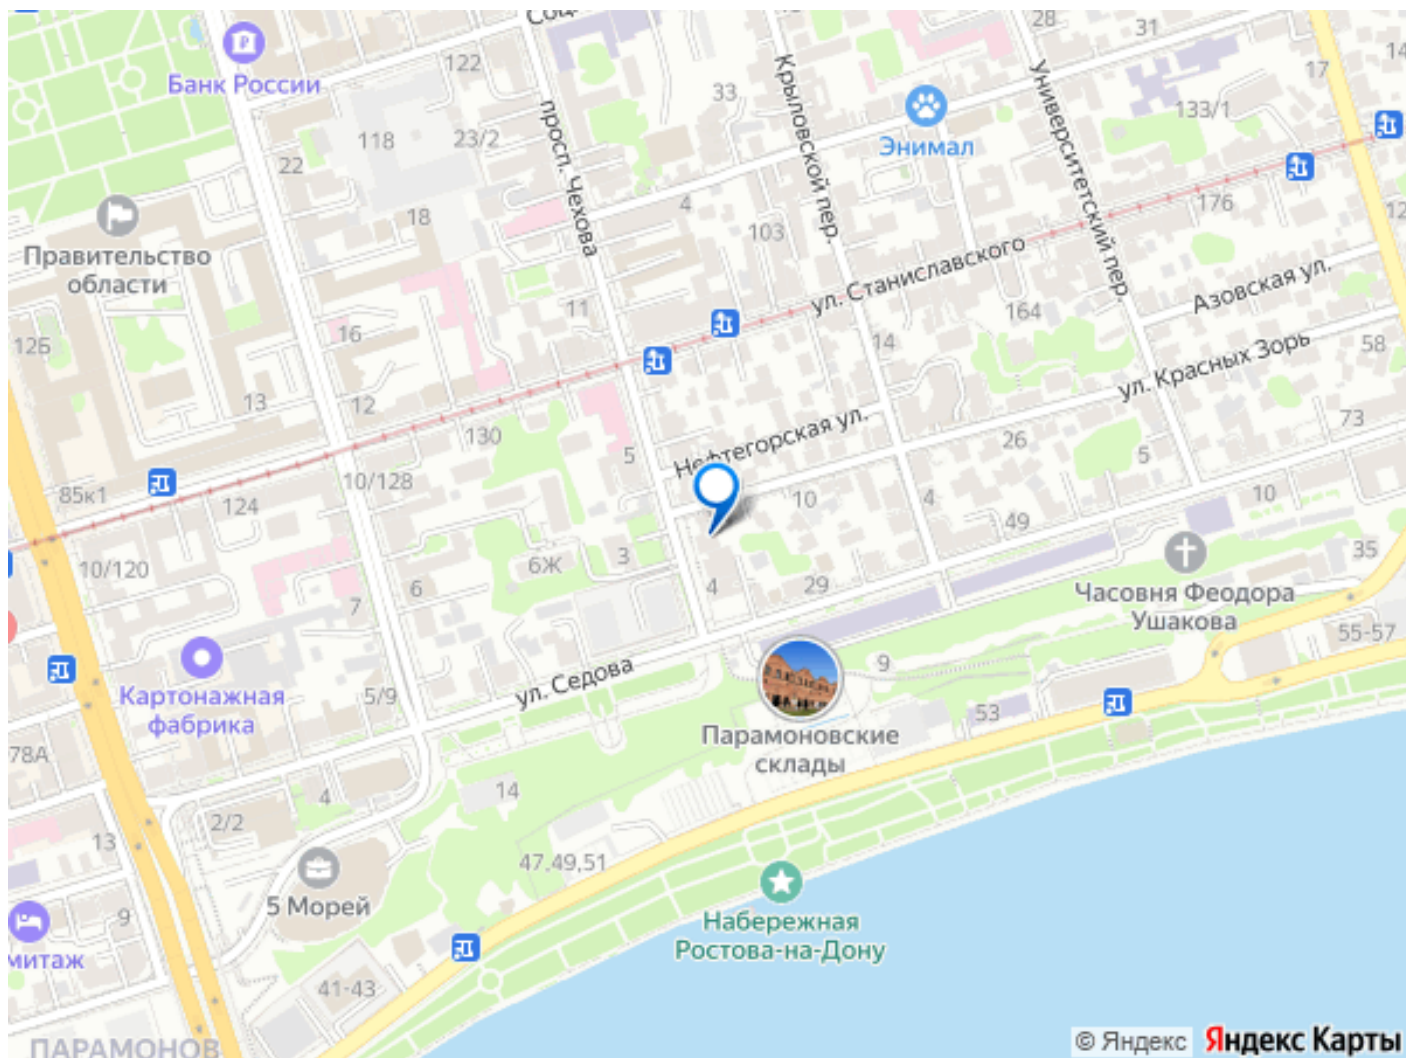 Соц
28
31
14
Банк России
122
Крыловской пер.
Университетский пер.
17
просп. Чехова
33
133/1
118
23/2
Энимал
22
4
176
12
18
103
Правительство
области
ул. Станиславского
Азовская ул.
11
164
16
14
58
12Б
ул. Красных Зорь
13
12
Нефтегорская ул.
73
130
26
5
5
10/128
85к1
124
10
4
10
49
35
10/120
6Ж
3
6
4
29
Часовня Феодора
Ушакова
7
55-57
ул. Седова
9
Картонажная
фабрика
5/9
53
Парамоновские
склады
78А
14
4
2/2
13
47,49,51
5 Морей
9
Набережная
Ростова-на-Дону
митаж
41-43
ПАРАМОНОВ
© Яндекс
Яндекс Карты